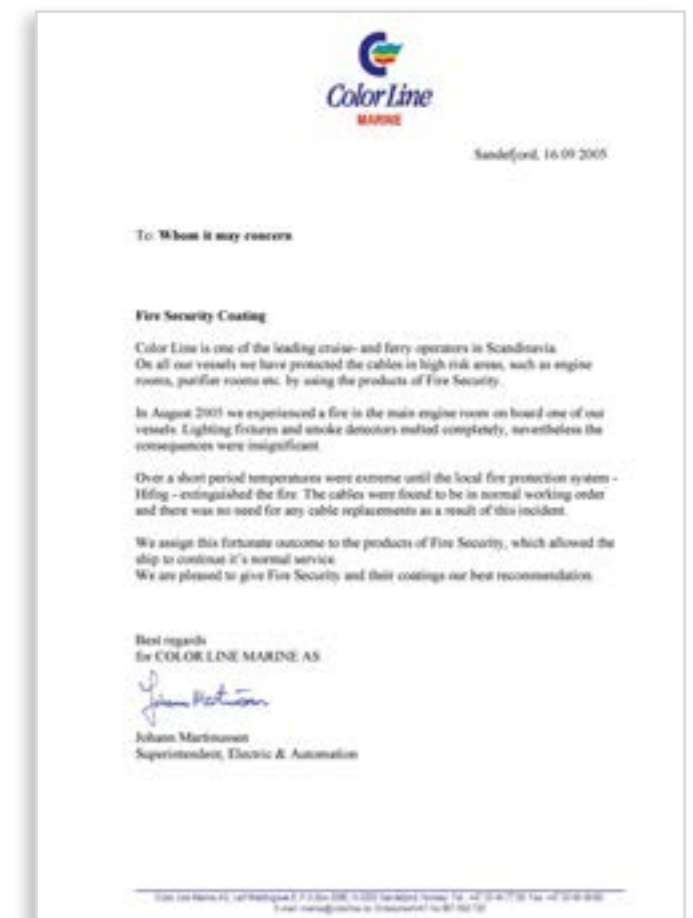 Color Line
MARINE
Sandefjord, 16.09 2005
To: Whom it may concern
Fire Security Coating
Color Line is one of the leading cruise- and ferry operators in Scandinavia.
On all our vessels we have protected the cables in high risk areas, such as engine
rooms, purifier rooms etc. by using the products of Fire Security.
In August 2005 we experienced a fire in the main engine room on board one of our
vessels. Lighting fixtures and smoke detectors melted completely, nevertheless the
consequences were insignificant.
Over a short period temperatures were extreme until the local fire protection system -
Hifog - extinguished the fire. The cables were found to be in normal working order
and there was no need for any cable replacements as a result of this incident.
We assign this fortunate outcome to the products of Fire Security, which allowed the
ship to continue it's normal service.
We are pleased to give Fire Security and their coatings our best recommendation.
Best regards
for COLOR LINE MARINE AS
Johann Martinussen
Superintendent, Electric & Automation